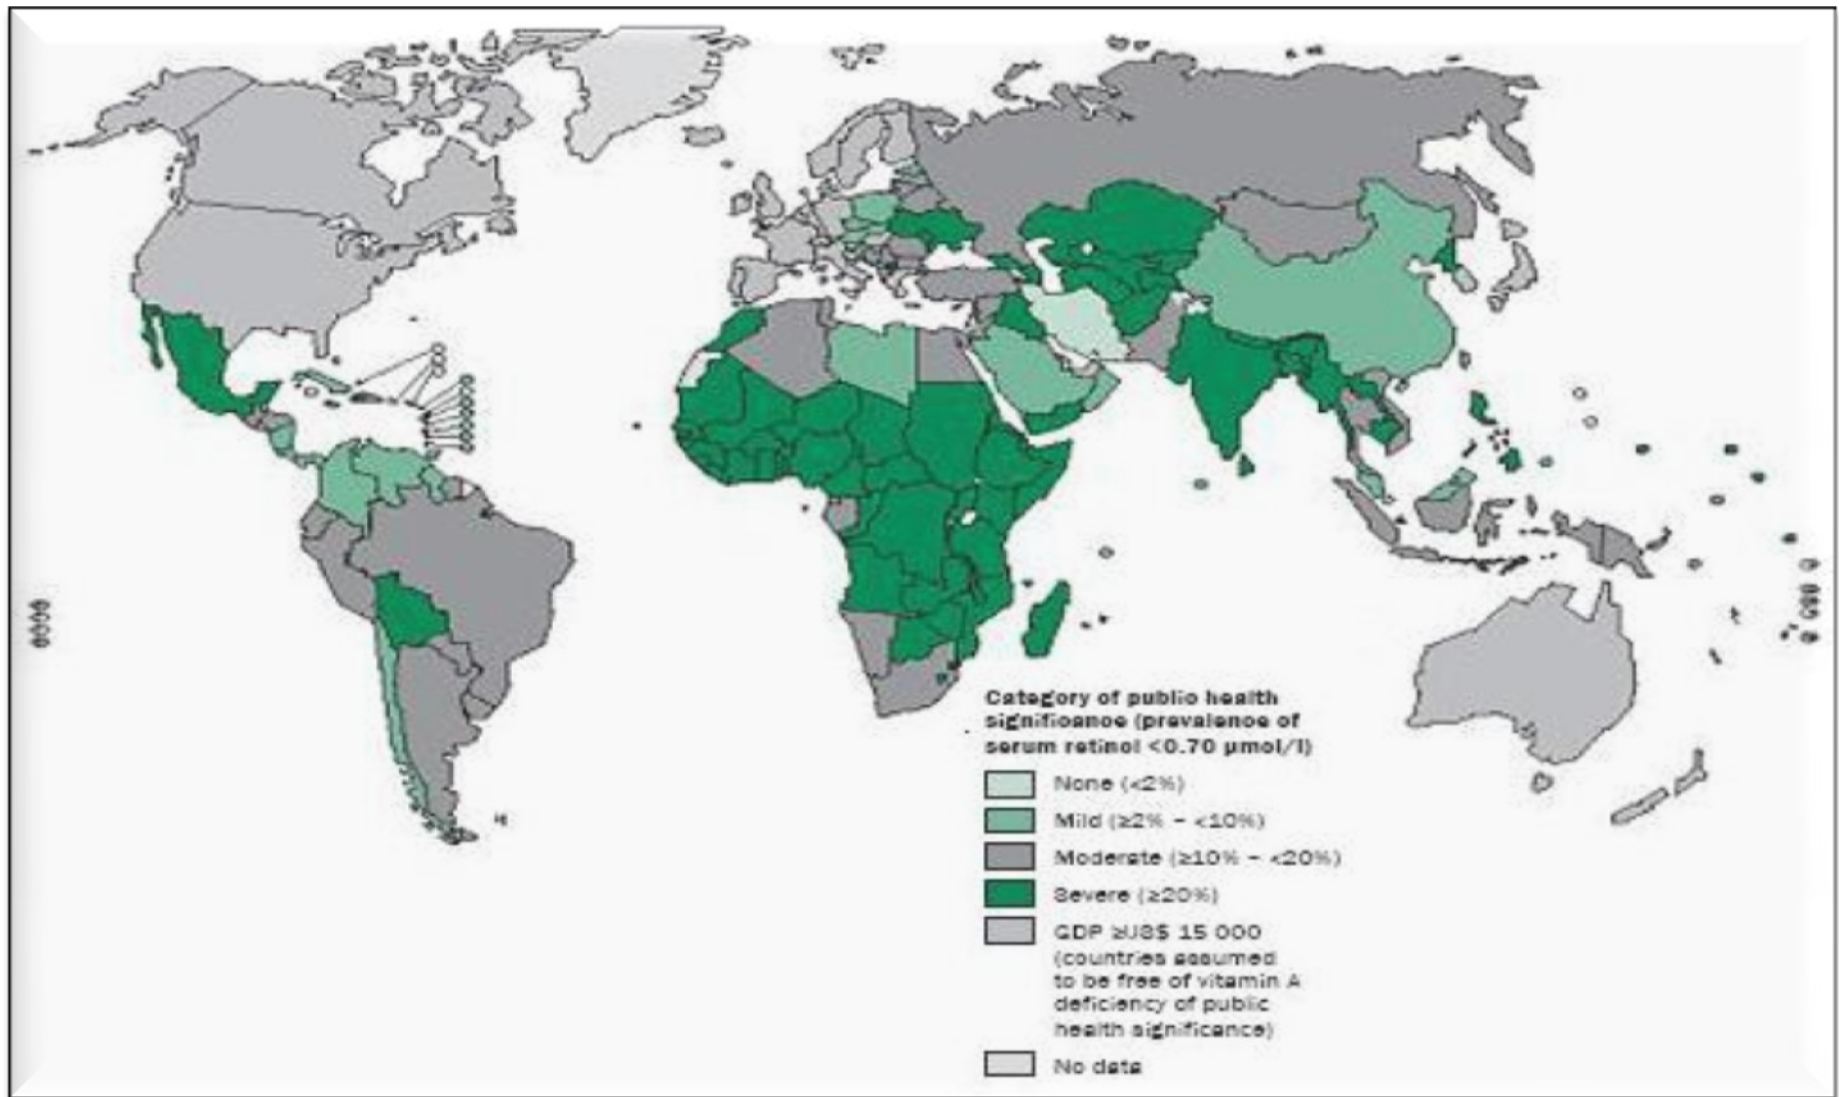 Category of public health
significance (prevalence of
serum retinol <0.70 µmol/l)
None (<2%)
Mild (≥2% – <10%)
Moderate (≥10% – <20%)
Severe (≥20%)
GDP ≥US$ 15 000
(countries assumed
to be free of vitamin A
deficiency of public
health significance)
No data